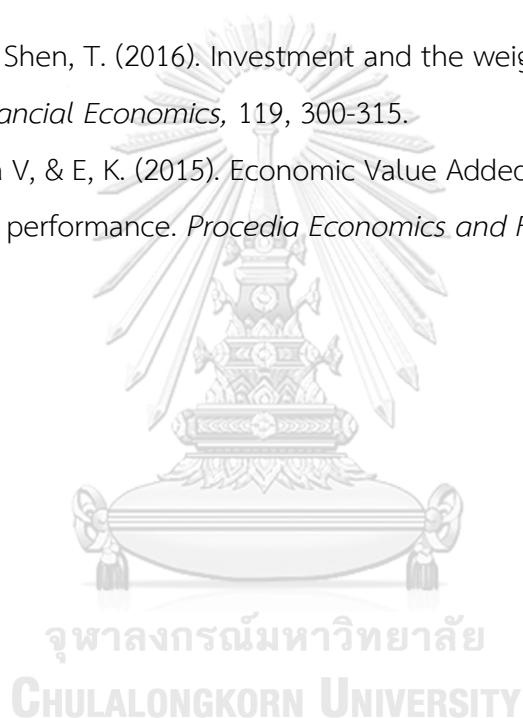 Shen, T. (2016). Investment and the weig
ancial Economics, 119, 300-315.
V, & E, K. (2015). Economic Value Added
performance. Procedia Economics and F
จุฬาลงกรณ์มหาวิทยาลัย
CHULALONGKORN UNIVERSITY